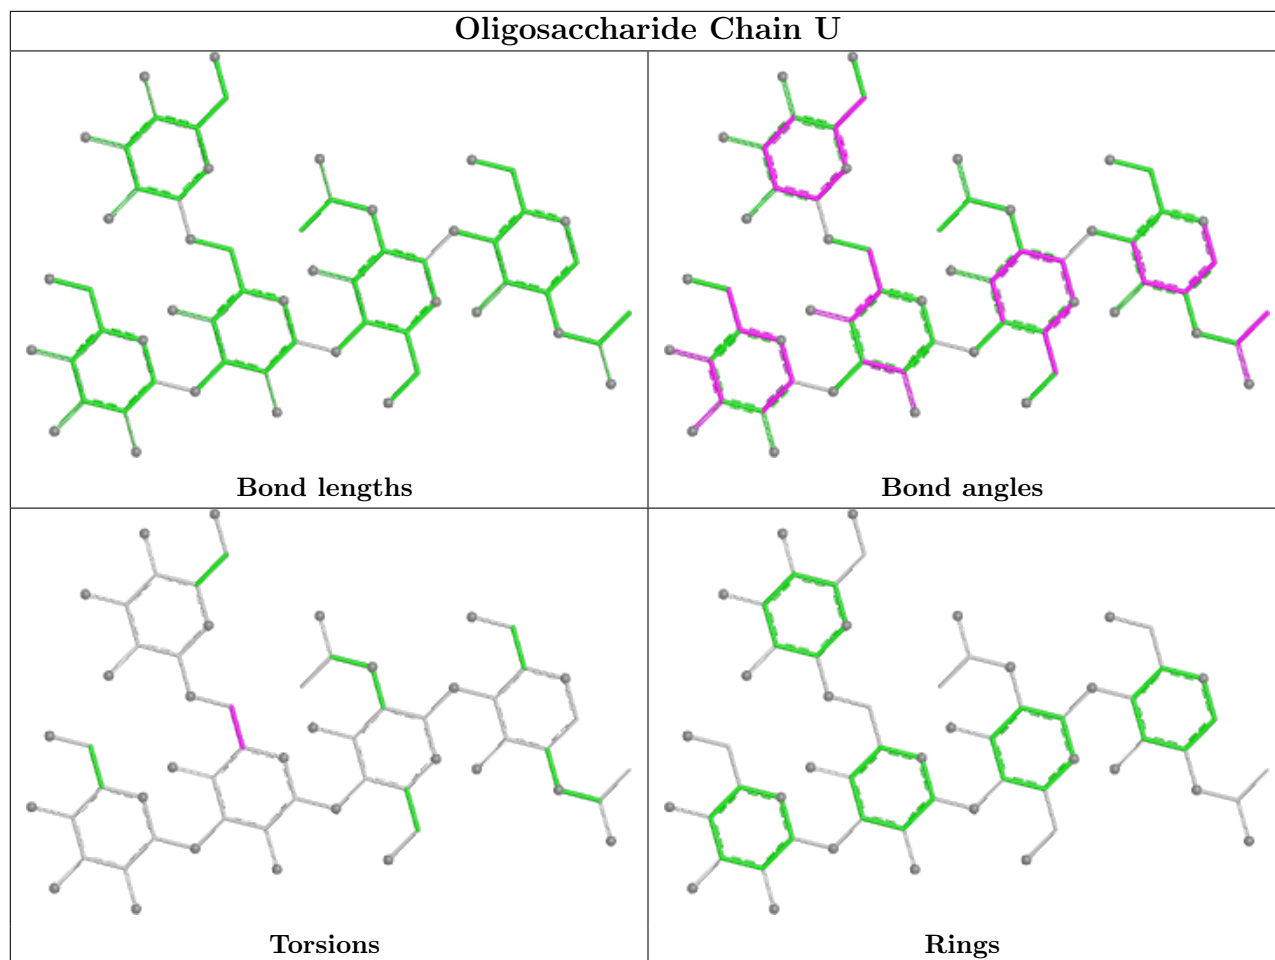 Oligosaccharide Chain U
Bond lengths
Bond angles
Torsions
Rings